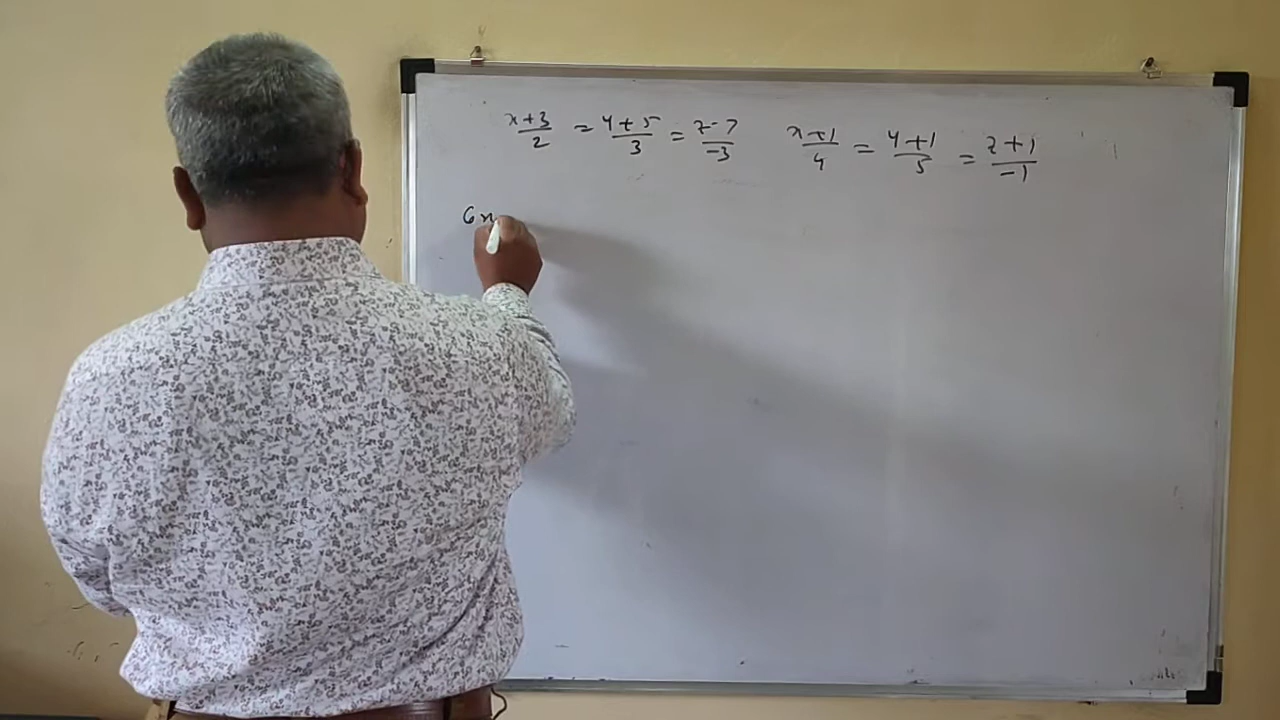 x+3/2 = y+5/3 = z-7/-3 x+1/4 = y+1/5 = z+1/-1
6x